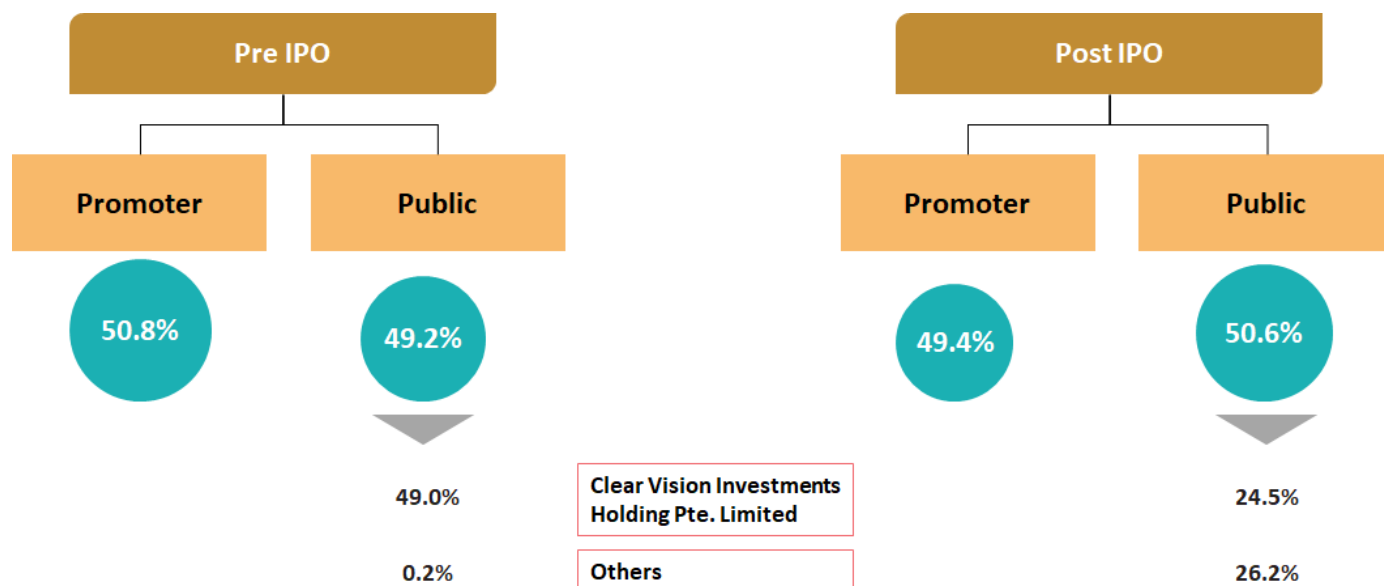 Pre IPO
Post IPO
Promoter
Public
Promoter
Public
50.8%
49.2%
49.4%
50.6%
49.0%
Clear Vision Investments
Holding Pte. Limited
24.5%
0.2%
Others
26.2%